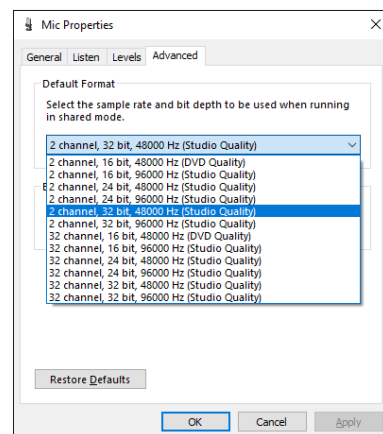 Mic Properties
General Listen Levels Advanced
Default Format
Select the sample rate and bit depth to be used when running
in shared mode.
2 channel, 32 bit, 48000 Hz (Studio Quality)
2 channel, 16 bit, 48000 Hz (DVD Quality)
2 channel, 16 bit, 96000 Hz (Studio Quality)
2 channel, 24 bit, 48000 Hz (Studio Quality)
2 channel, 24 bit, 96000 Hz (Studio Quality)
2 channel, 32 bit, 48000 Hz (Studio Quality)
2 channel, 32 bit, 96000 Hz (Studio Quality)
32 channel, 16 bit, 48000 Hz (DVD Quality)
32 channel, 16 bit, 96000 Hz (Studio Quality)
32 channel, 24 bit, 48000 Hz (Studio Quality)
32 channel, 24 bit, 96000 Hz (Studio Quality)
32 channel, 32 bit, 48000 Hz (Studio Quality)
32 channel, 32 bit, 96000 Hz (Studio Quality)
Restore Defaults
OK Cancel Apply